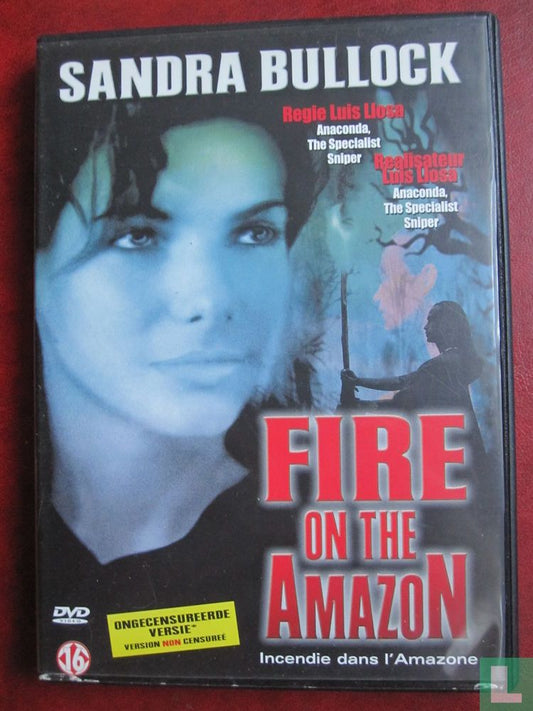 SANDRA BULLOCK
Regie Luis Llosa
Anaconda,
The Specialist
Sniper
Realisateur
Luis Llosa
Anaconda,
The Specialist
Sniper
FIRE
ON THE
AMAZON
Incendie dans l'Amazone
DVD
VIDEO
ONGECENSUREERDE
VERSIE*
VERSION NON CENSUREÉ
16
L